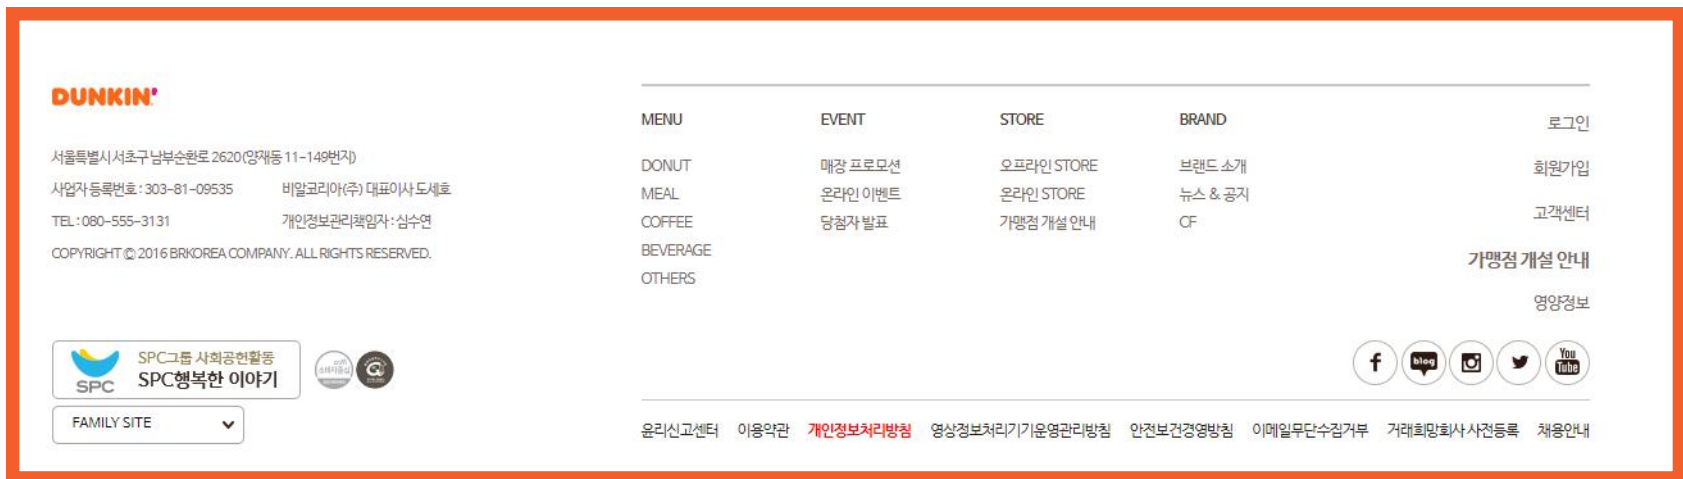 DUNKIN'
서울특별시 서초구 남부순환로 2620(양재동 11-149번지)
사업자 등록번호 : 303-81-09535 비알코리아(주) 대표이사 도세호
TEL : 080-555-3131 개인정보관리책임자 : 심수연
COPYRIGHT © 2016 BRKOREA COMPANY. ALL RIGHTS RESERVED.
SPC
SPC그룹 사회공헌활동
SPC행복한 이야기
FAMILY SITE
MENU
DONUT
MEAL
COFFEE
BEVERAGE
OTHERS
EVENT
매장 프로모션
온라인 이벤트
당첨자 발표
STORE
오프라인 STORE
온라인 STORE
가맹점 개설 안내
BRAND
브랜드 소개
뉴스 & 공지
CF
로그인
회원가입
고객센터
가맹점 개설 안내
영양정보
f
blog
You
Tube
윤리신고센터 이용약관 개인정보처리방침 영상정보처리기기운영관리방침 안전보건경영방침 이메일무단수집거부 거래희망회사 사전등록 채용안내